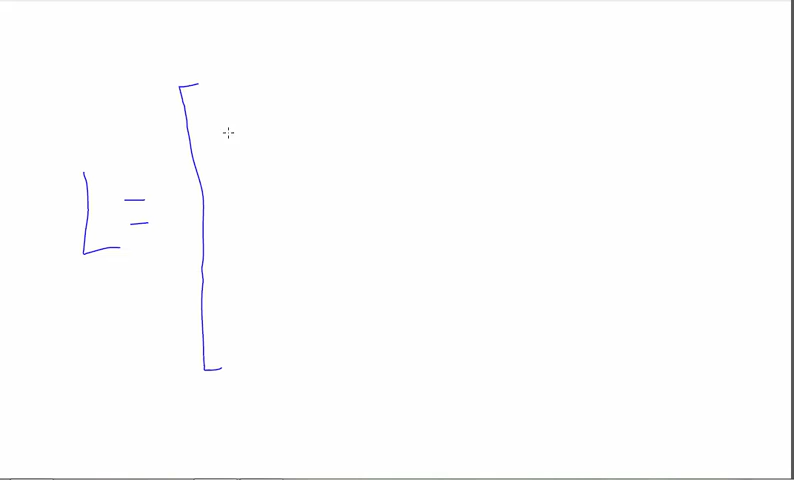 L = [